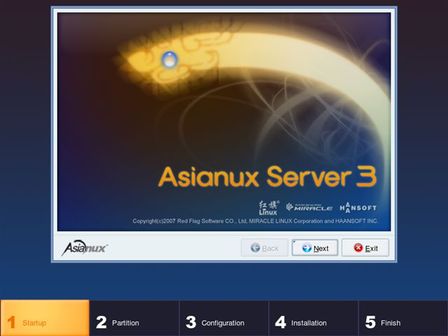 Asianux Server 3
红旗 MIRACLE HANSOFT
Linux
Copyright(c)2007 Red Flag Software CO., Ltd, MIRACLE LINUX Corporation and HAANSOFT INC.
Asianux Back Next Exit
1 Startup 2 Partition 3 Configuration 4 Installation 5 Finish